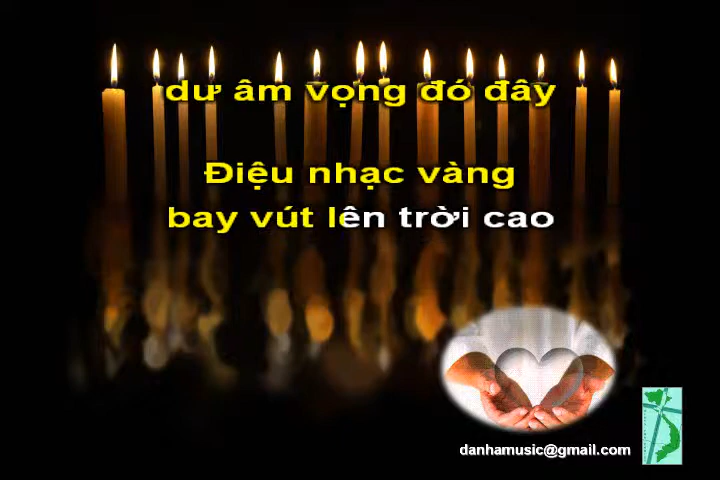 dư âm vọng đó đây
Điệu nhạc vàng
bay vút lên trời cao
danhamusic@gmail.com